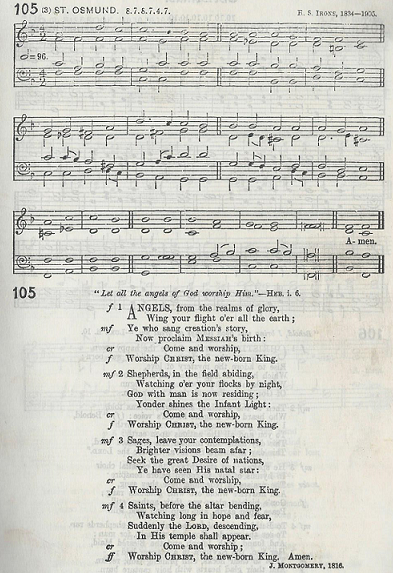 105 (3) ST. OSMUND. 8.7.8.7.4.7. H. S. IRONS, 1834—1905.
=96.
A- men.
105 "Let all the angels of God worship Him."—HEB. i. 6.
f 1 ANGELS, from the realms of glory,
Wing your flight o'er all the earth;
mf Ye who sang creation's story,
Now proclaim MESSIAH'S birth:
cr Come and worship,
f Worship CHRIST, the new-born King.
mf 2 Shepherds, in the field abiding,
Watching o'er your flocks by night,
GOD with man is now residing;
Yonder shines the Infant Light:
cr Come and worship,
f Worship CHRIST, the new-born King.
mf 3 Sages, leave your contemplations,
Brighter visions beam afar;
Seek the great Desire of nations,
Ye have seen His natal star:
cr Come and worship,
f Worship CHRIST, the new-born King.
mf 4 Saints, before the altar bending,
Watching long in hope and fear,
Suddenly the LORD, descending,
In His temple shall appear.
cr Come and worship;
ff Worship CHRIST, the new-born King. Amen.
J. MONTGOMERY, 1816.